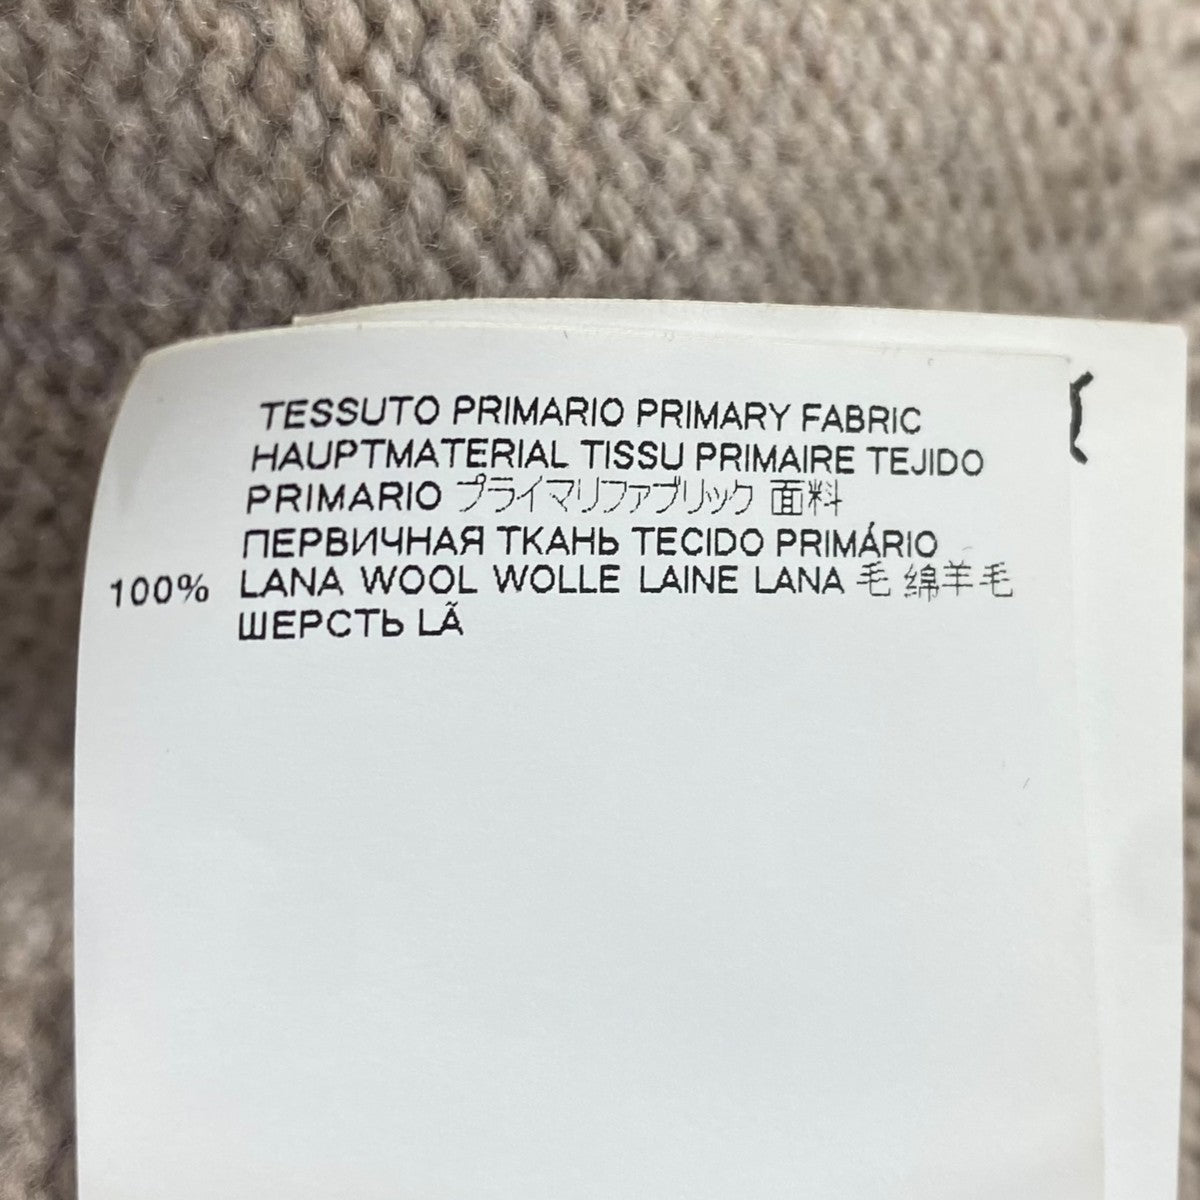 TESSUTO PRIMARIO PRIMARY FABRIC
HAUPTMATERIAL TISSU PRIMAIRE TEJIDO
PRIMARIO プライマリファブリック 面料
ПЕРВИЧНАЯ ТКАНЬ TECIDO PRIMÁRIO
100% LANA WOOL WOLLE LAINE LANA 毛 绵羊毛
ШЕРСТЬ LÃ